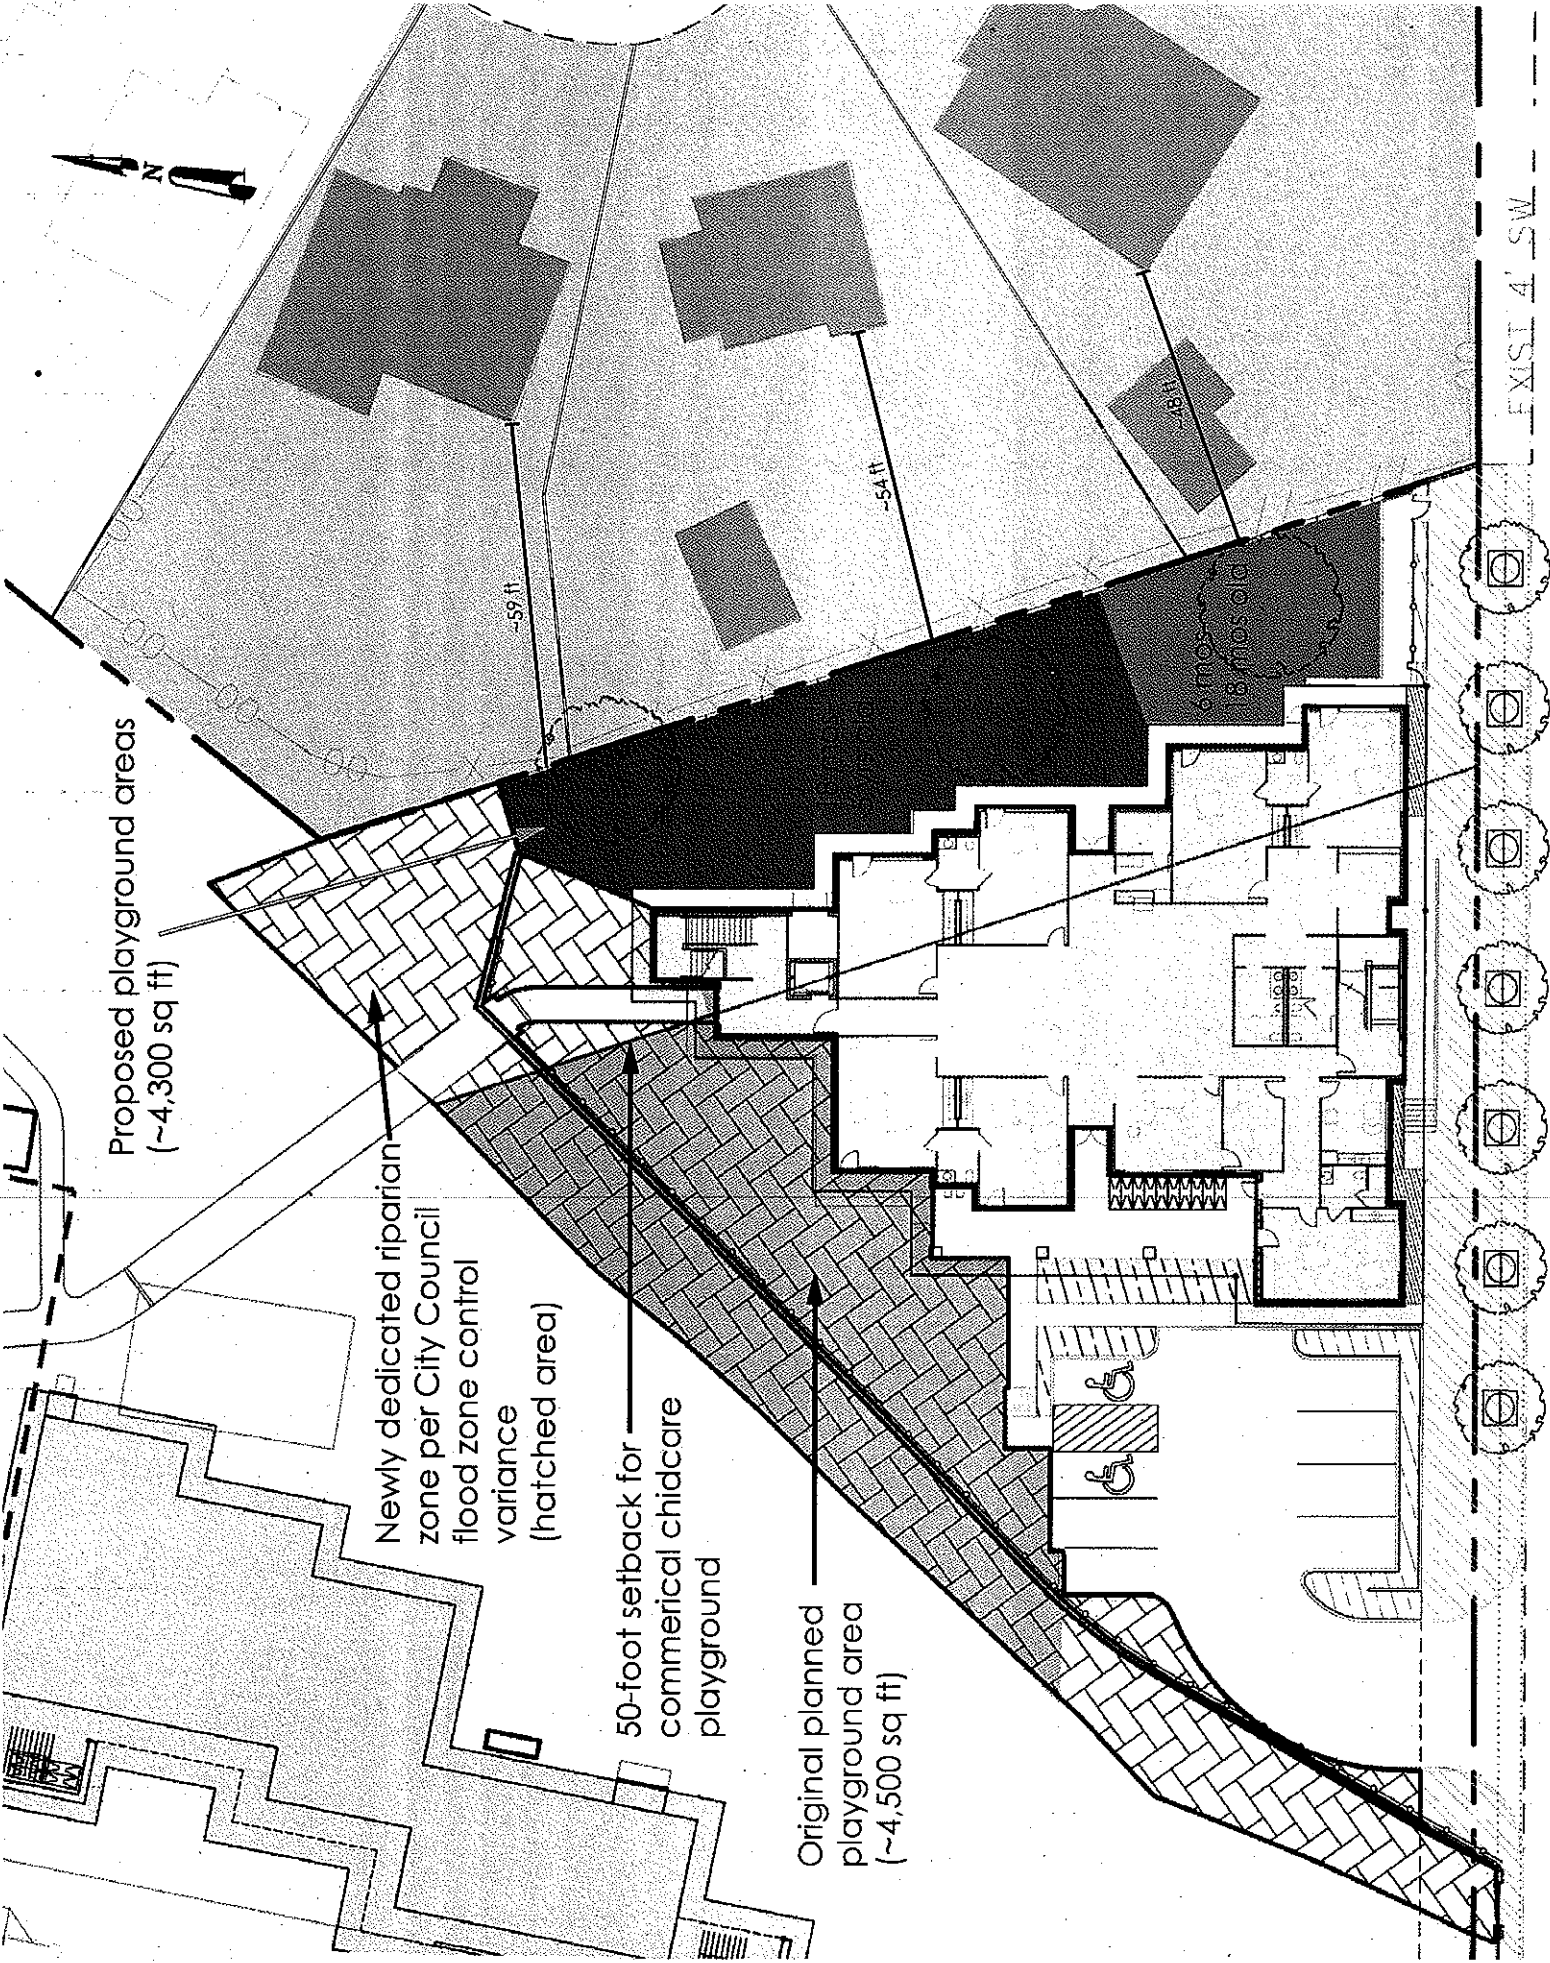 Proposed playground areas
(~4,300 sq ft)
Newly dedicated riparian
zone per City Council
flood zone control
variance
(hatched area)
50-foot setback for
commerical chidcare
playground
Original planned
playground area
(~4,500 sq ft)
~59 ft
~54 ft
~48 ft
6 mos -
18 mos old
EXIST 4' SW
N